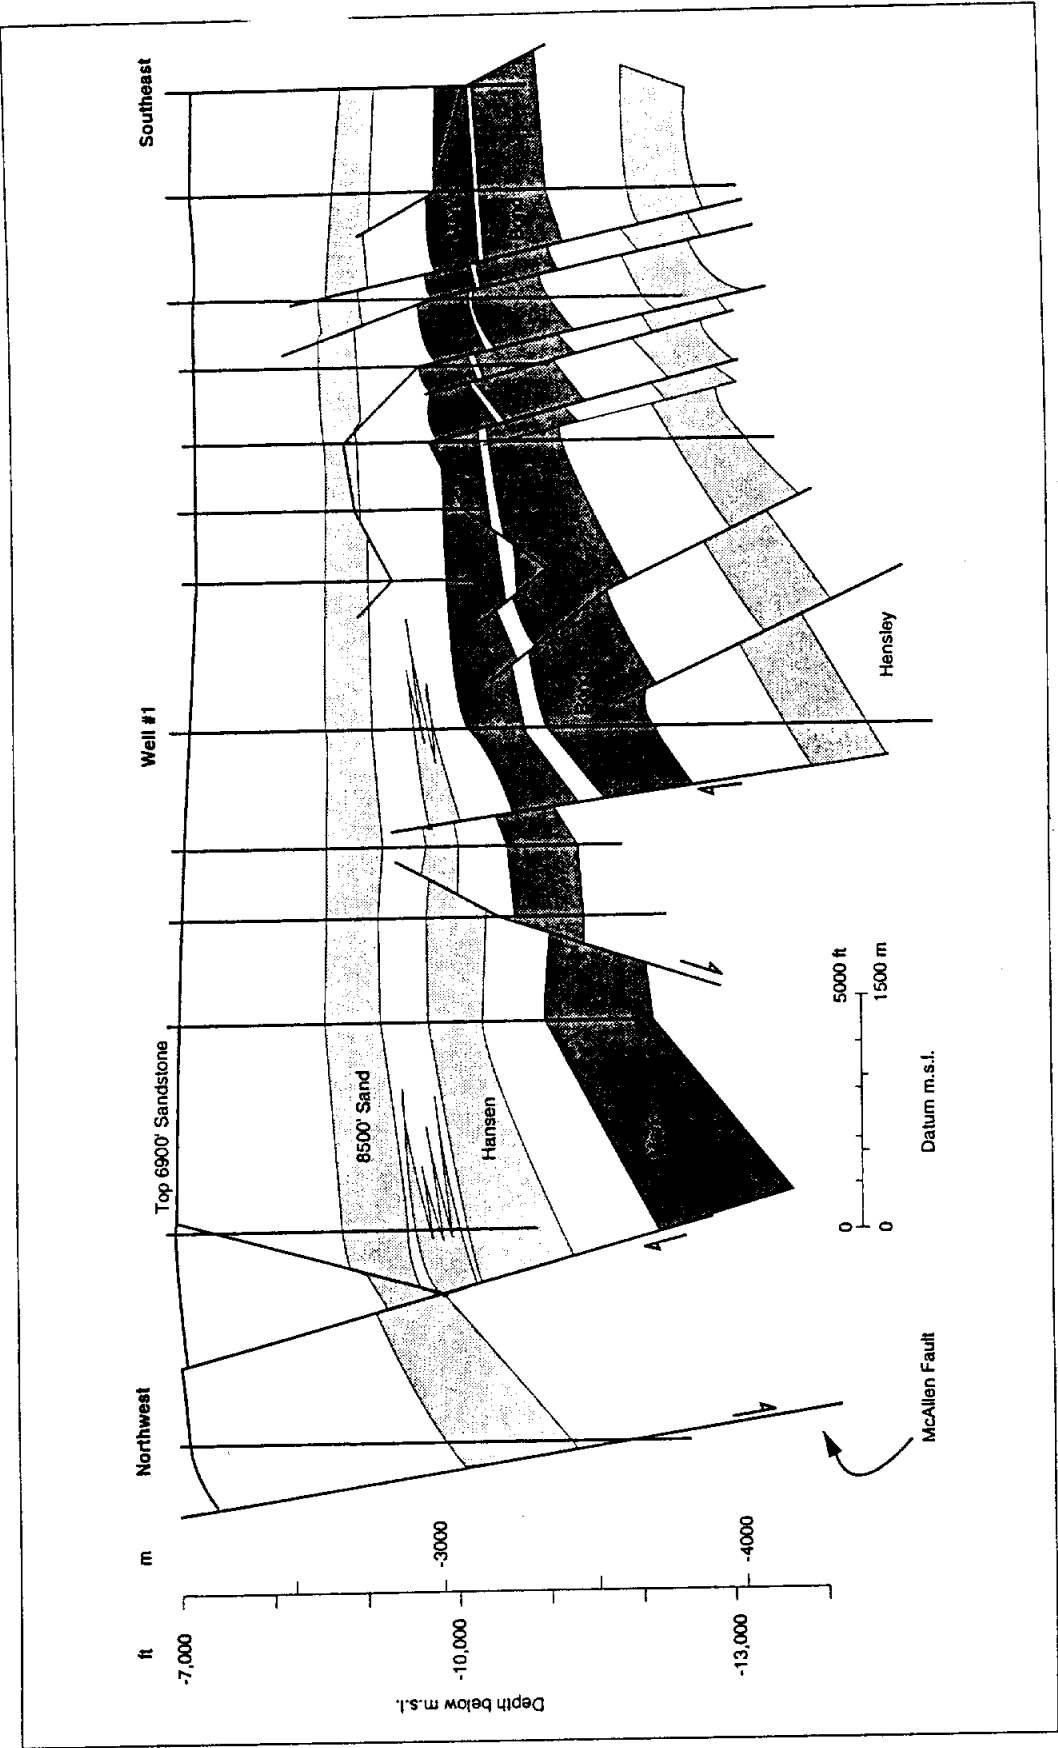 Northwest
Well #1
Southeast
Top 6900' Sandstone
8500' Sand
Hansen
Hensley
McAllen Fault
ft
m
-7,000
-10,000
-13,000
-3000
-4000
Depth below m.s.l.
0
5000 ft
0
1500 m
Datum m.s.l.